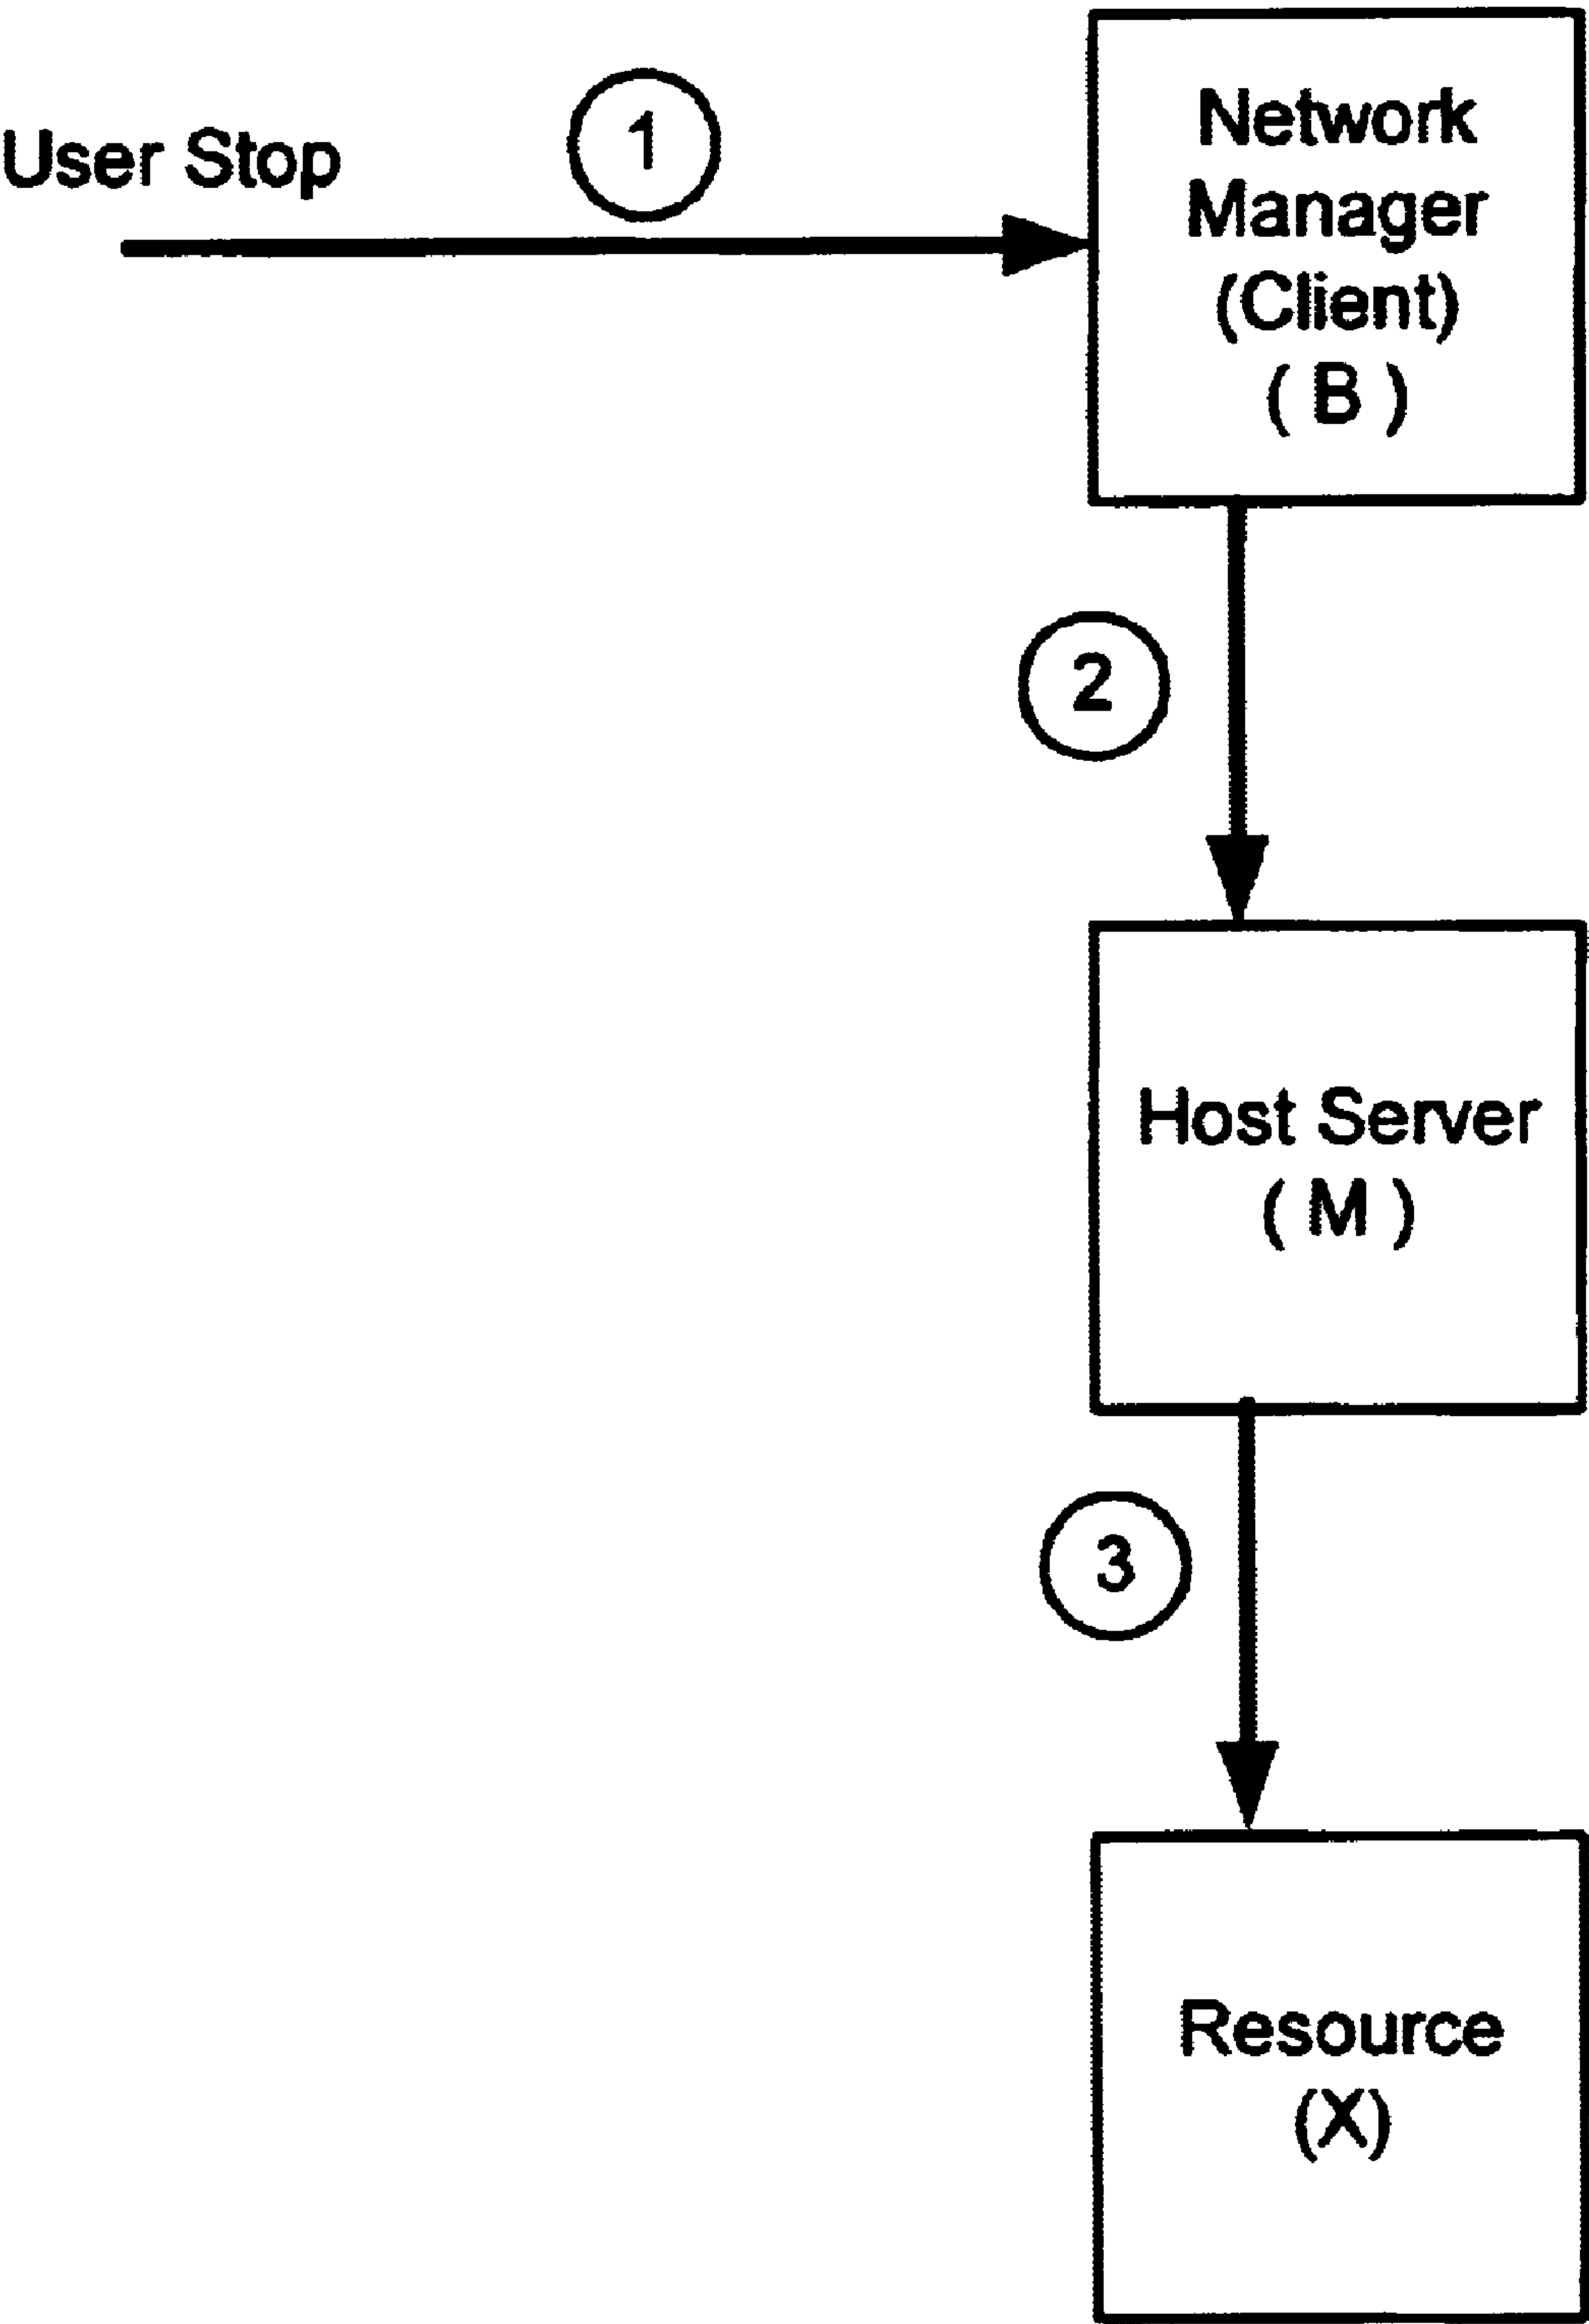 User Stop
1
Network
Manager
(Client)
( B )
2
Host Server
( M )
3
Resource
(X)